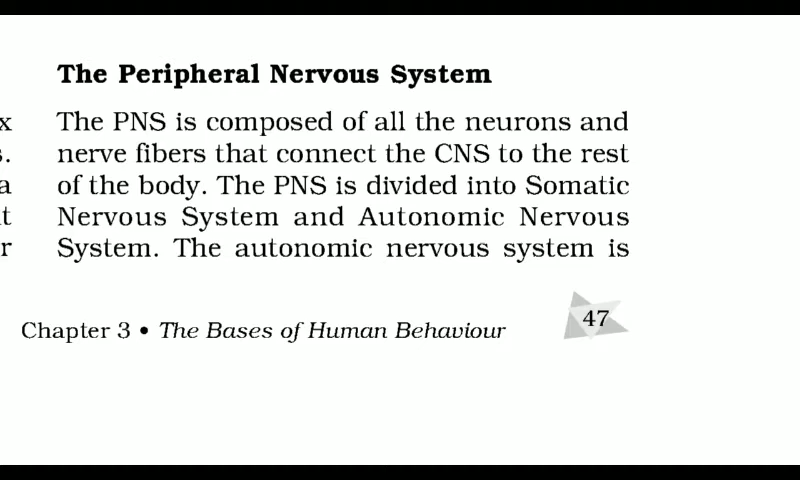 The Peripheral Nervous System
x
s.
a
t
r
The PNS is composed of all the neurons and
nerve fibers that connect the CNS to the rest
of the body. The PNS is divided into Somatic
Nervous System and Autonomic Nervous
System. The autonomic nervous system is
Chapter 3 • The Bases of Human Behaviour
47